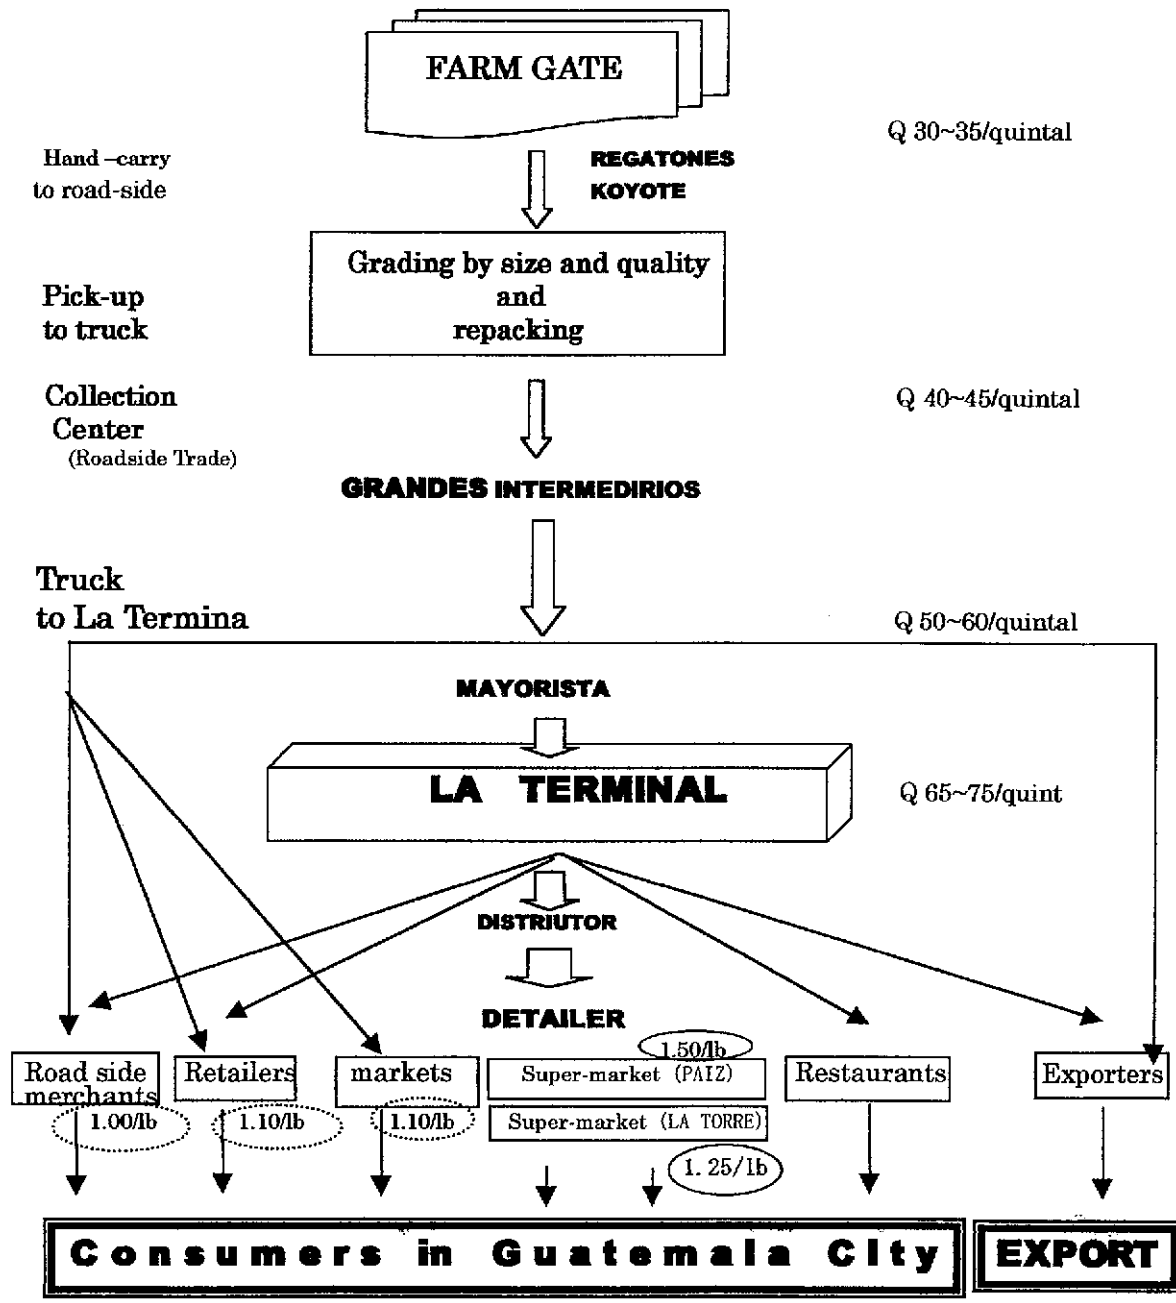 FARM GATE
Q 30~35/quintal
Hand –carry
to road-side
REGATONES
KOYOTE
Grading by size and quality
and
repacking
Pick-up
to truck
Collection
Center
(Roadside Trade)
Q 40~45/quintal
GRANDES INTERMEDIRIOS
Truck
to La Termina
Q 50~60/quintal
MAYORISTA
LA TERMINAL
Q 65~75/quint
DISTRIUTOR
DETAILER
Road side
merchants
1.00/lb
Retailers
1.10/lb
markets
1.10/lb
1.50/lb
Super-market (PAIZ)
Super-market (LA TORRE)
1.25/lb
Restaurants
Exporters
Consumers in Guatemala CIty
EXPORT